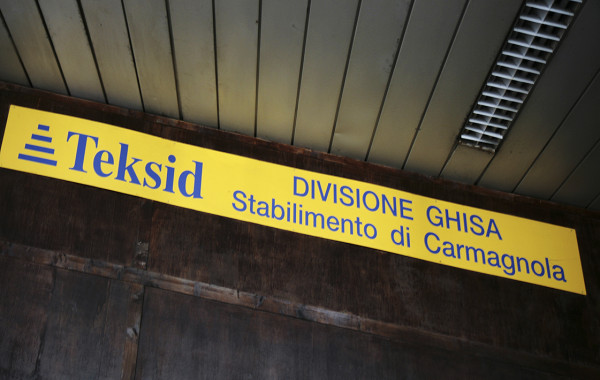 Teksid
DIVISIONE GHISA
Stabilimento di Carmagnola